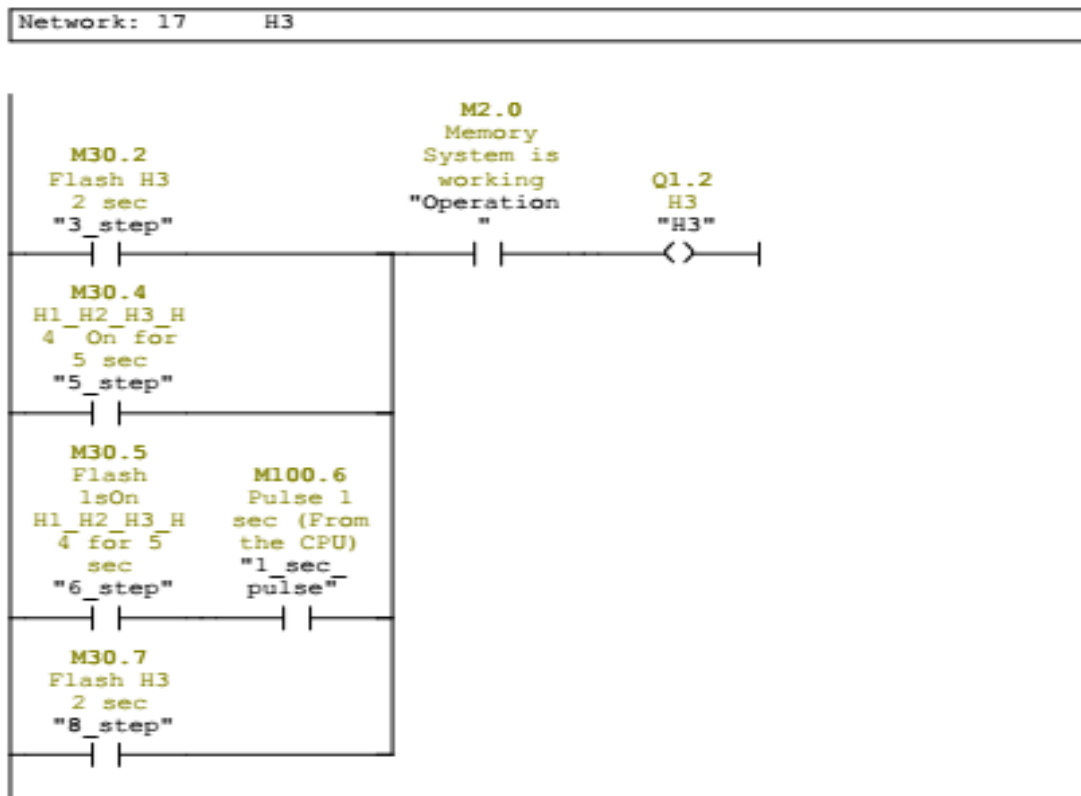 Network: 17 H3
M2.0
Memory
System is
working
"Operation
"
M30.2
Flash H3
2 sec
"3_step"
Q1.2
H3
"H3"
M30.4
H1_H2_H3_H
4 On for
5 sec
"5_step"
M30.5
Flash
1sOn
H1_H2_H3_H
4 for 5
sec
"6_step"
M100.6
Pulse 1
sec (From
the CPU)
"1_sec_
pulse"
M30.7
Flash H3
2 sec
"8_step"